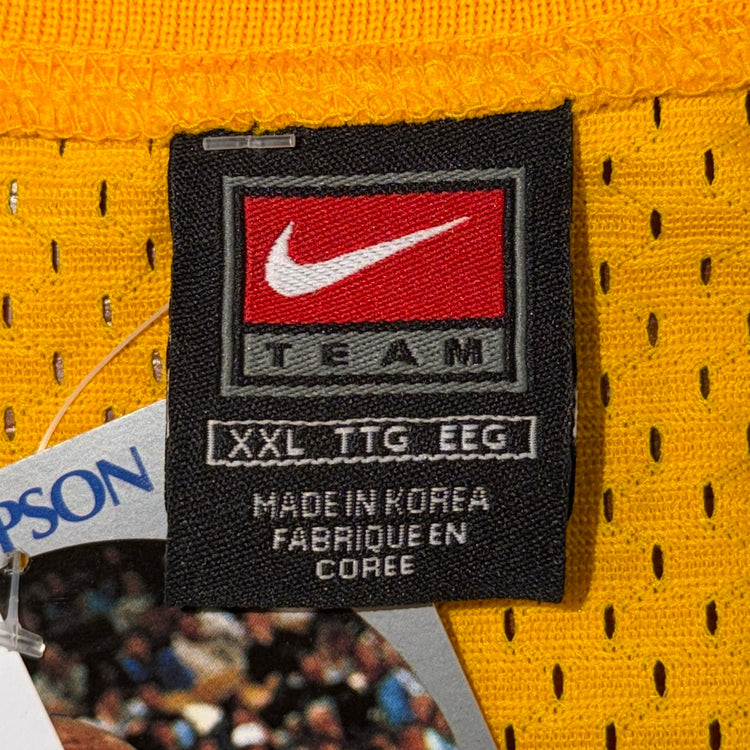 TEAM
XXL TTG EEG
MADE IN KOREA
FABRIQUE EN
COREE
PSON